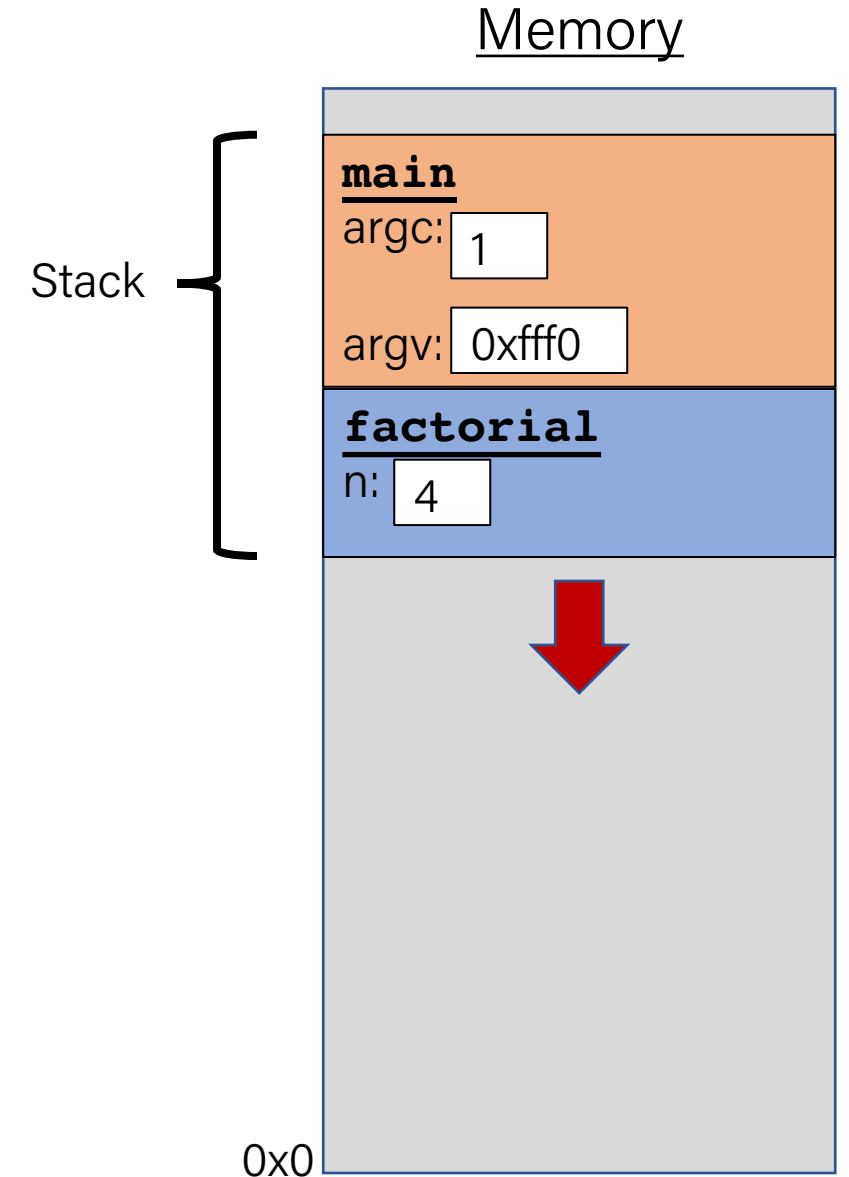 Memory
main
argc: 1
Stack
argv: 0xfff0
factorial
n: 4
0x0